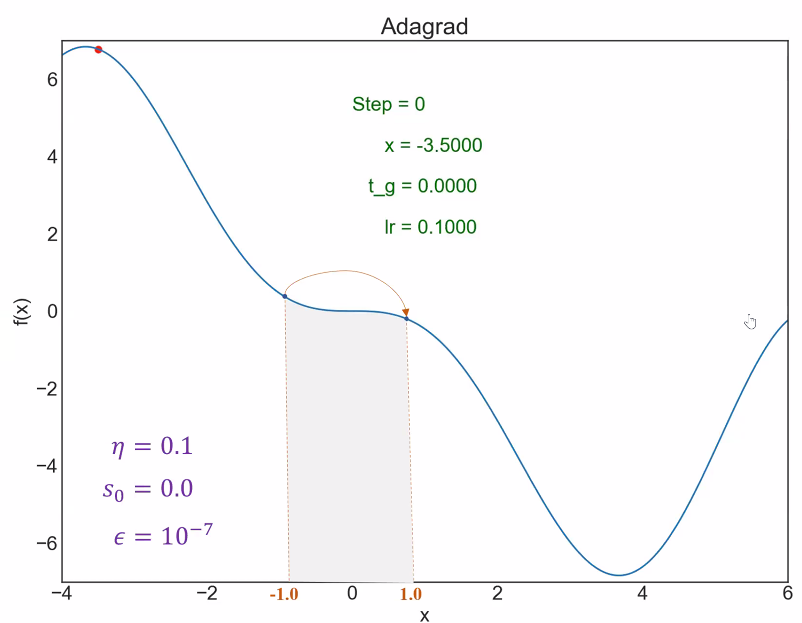 Adagrad
6
4
2
0
−2
−4
−6
f(x)
Step = 0
x = -3.5000
t_g = 0.0000
lr = 0.1000
η = 0.1
s₀ = 0.0
ϵ = 10⁻⁷
−4 −2 -1.0 0 1.0 2 4 6
x